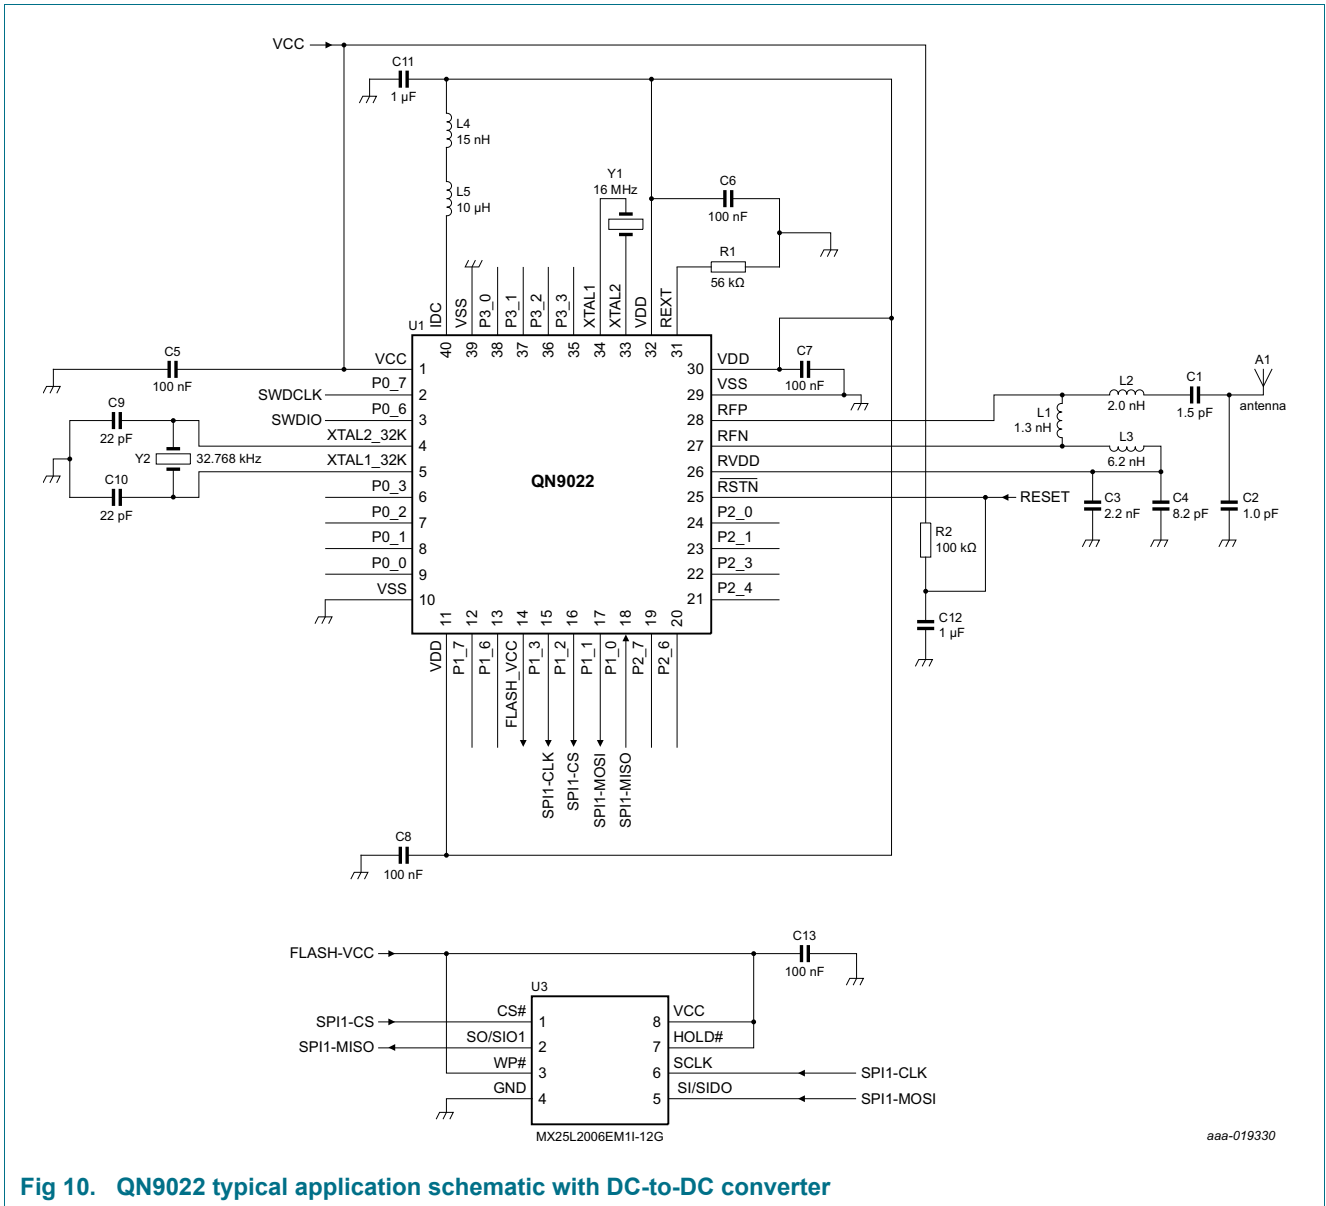 VCC
C11
1 µF
L4
15 nH
L5
10 µH
Y1
16 MHz
C6
100 nF
R1
56 kΩ
U1
IDC
VSS
P3_0
P3_1
P3_2
P3_3
XTAL1
XTAL2
VDD
REXT
40
39
38
37
36
35
34
33
32
31
C5
100 nF
SWDCLK
SWDIO
C9
22 pF
Y2
32.768 kHz
C10
22 pF
VCC
1
P0_7
2
P0_6
3
XTAL2_32K
4
XTAL1_32K
5
P0_3
6
P0_2
7
P0_1
8
P0_0
9
VSS
10
QN9022
30
VDD
29
VSS
28
RFP
27
RFN
26
RVDD
25
RSTN
24
P2_0
23
P2_1
22
P2_3
21
P2_4
C7
100 nF
RESET
R2
100 kΩ
C12
1 µF
L1
1.3 nH
L2
2.0 nH
L3
6.2 nH
C1
1.5 pF
A1
antenna
C3
2.2 nF
C4
8.2 pF
C2
1.0 pF
11
12
13
14
15
16
17
18
19
20
VDD
P1_7
P1_6
FLASH_VCC
P1_3
P1_2
P1_1
P1_0
P2_7
P2_6
SPI1-CLK
SPI1-CS
SPI1-MOSI
SPI1-MISO
C8
100 nF
FLASH-VCC
C13
100 nF
U3
SPI1-CS
CS#
1
SPI1-MISO
SO/SIO1
2
WP#
3
GND
4
8
VCC
7
HOLD#
6
SCLK
SPI1-CLK
5
SI/SIDO
SPI1-MOSI
MX25L2006EM1I-12G
aaa-019330
Fig 10. QN9022 typical application schematic with DC-to-DC converter